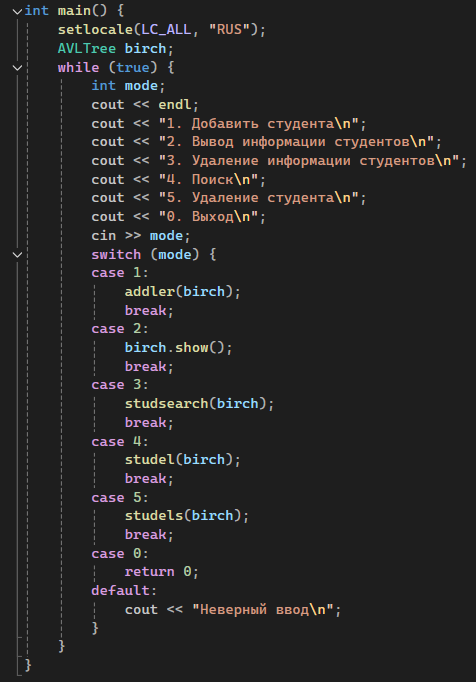 int main() {
    setlocale(LC_ALL, "RUS");
    AVLTree birch;
    while (true) {
        int mode;
        cout << endl;
        cout << "1. Добавить студента\n";
        cout << "2. Вывод информации студентов\n";
        cout << "3. Удаление информации студентов\n";
        cout << "4. Поиск\n";
        cout << "5. Удаление студента\n";
        cout << "0. Выход\n";
        cin >> mode;
        switch (mode) {
        case 1:
            addler(birch);
            break;
        case 2:
            birch.show();
            break;
        case 3:
            studsearch(birch);
            break;
        case 4:
            studel(birch);
            break;
        case 5:
            studels(birch);
            break;
        case 0:
            return 0;
        default:
            cout << "Неверный ввод\n";
        }
    }
}